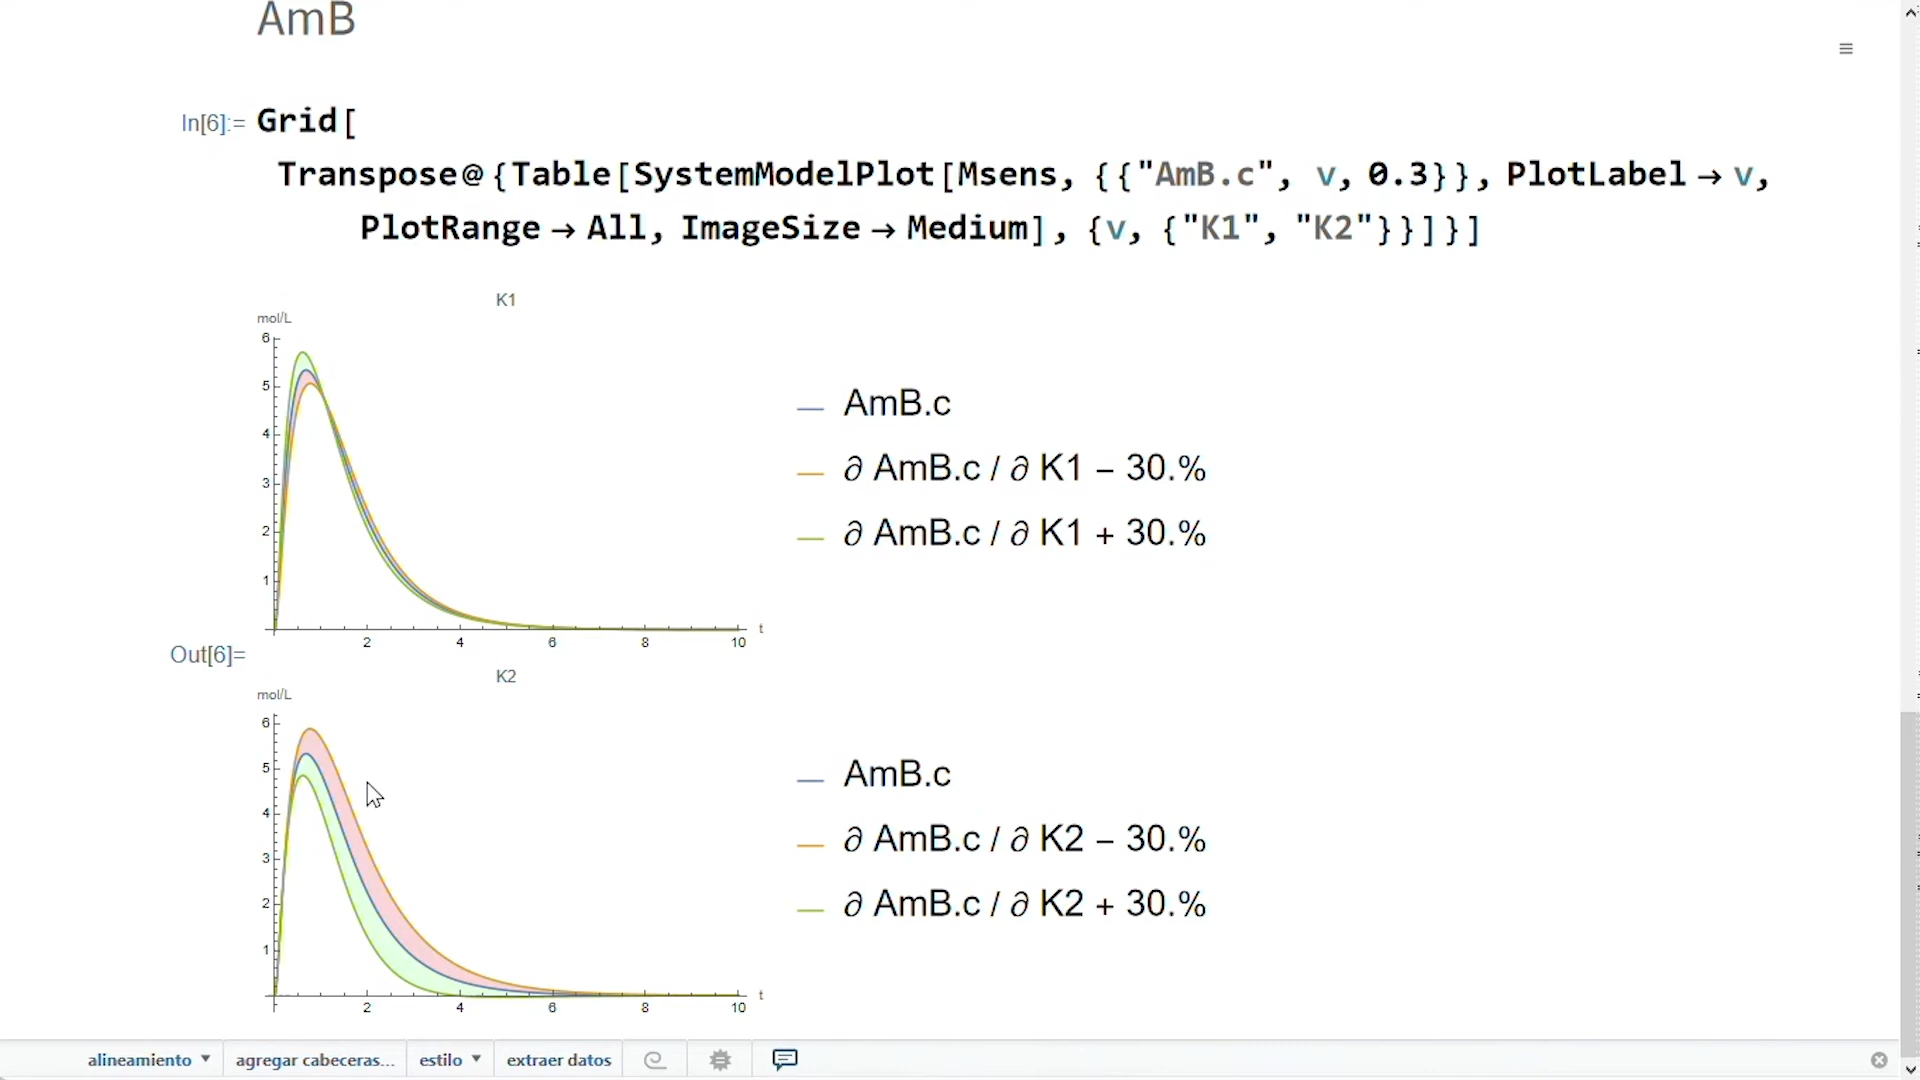 AmB
In[6]:= Grid[
Transpose@{Table[SystemModelPlot[Msens, {{"AmB.c", v, 0.3}}, PlotLabel → v,
PlotRange → All, ImageSize → Medium], {v, {"K1", "K2"}}]}]
K1
mol/L
6
5
4
3
2
1
2 4 6 8 10 t
AmB.c
∂ AmB.c / ∂ K1 – 30.%
∂ AmB.c / ∂ K1 + 30.%
Out[6]=
K2
mol/L
6
5
4
3
2
1
2 4 6 8 10 t
AmB.c
∂ AmB.c / ∂ K2 – 30.%
∂ AmB.c / ∂ K2 + 30.%
alineamiento agregar cabeceras... estilo extraer datos